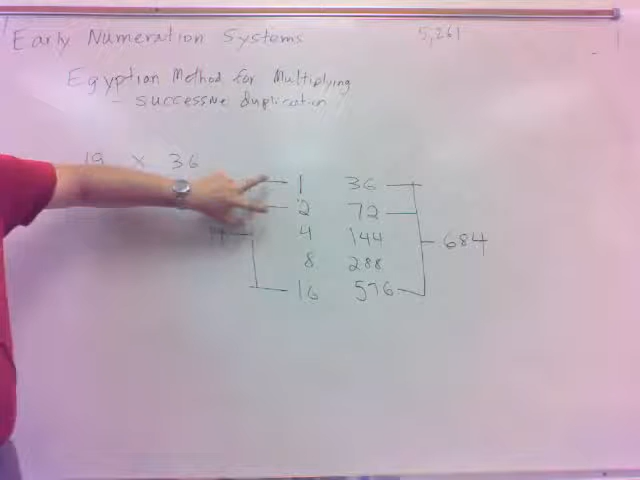 Early Numeration Systems
5,261
Egyptian Method for Multiplying
- successive duplication
19 x 36
1 36
2 72
4 144
8 288
16 576
684